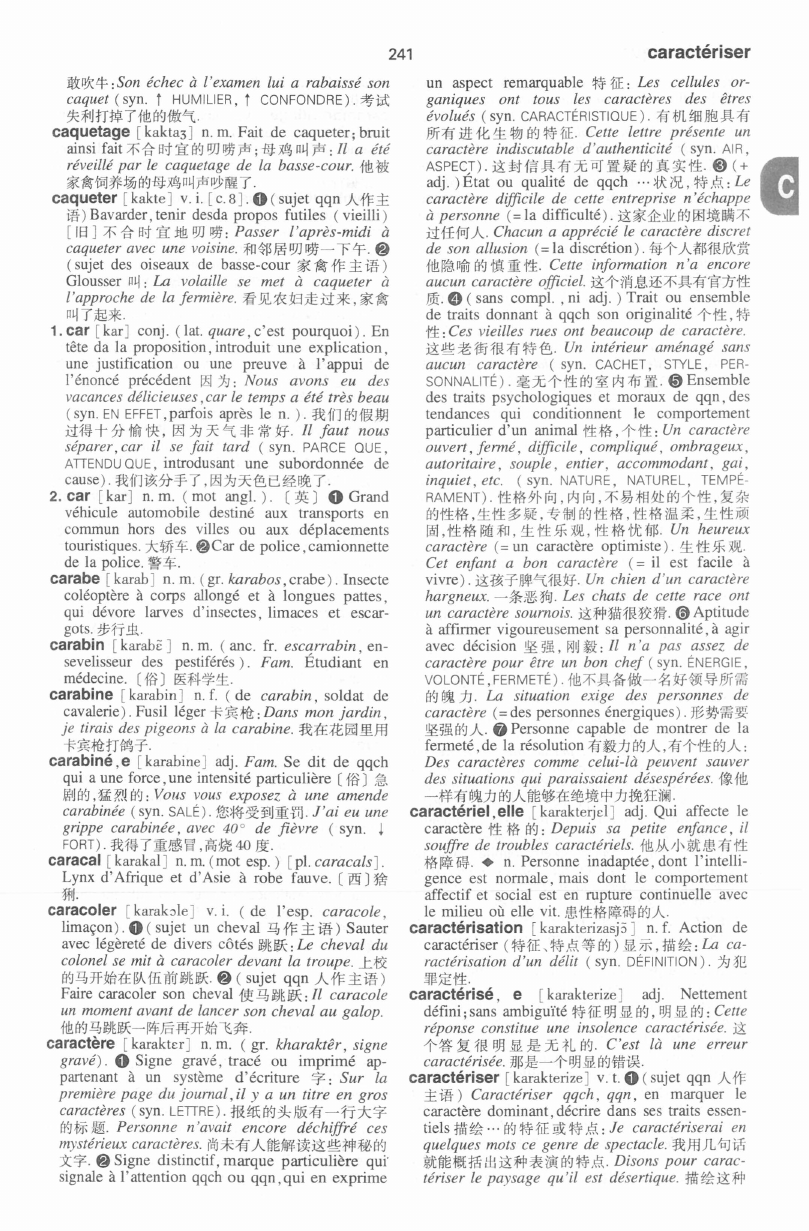 241
caractériser
敢吹牛:Son échec à l'examen lui a rabaissé son
caquet (syn. ↑ HUMILIER, ↑ CONFONDRE). 考试
失利打掉了他的傲气.
caquetage [kaktaʒ] n. m. Fait de caqueter; bruit
ainsi fait 不合时宜的叨唠声;母鸡叫声:Il a été
réveillé par le caquetage de la basse-cour. 他被
家禽饲养场的母鸡叫声吵醒了.
caqueter [kakte] v. i. [c. 8]. ❶(sujet qqn 人作主
语) Bavarder, tenir desda propos futiles (vieilli)
[旧] 不合时宜地叨唠: Passer l'après-midi à
caqueter avec une voisine. 和邻居叨唠一下午. ❷
(sujet des oiseaux de basse-cour 家禽作主语)
Glousser 叫: La volaille se met à caqueter à
l'approche de la fermière. 看见农妇走过来,家禽
叫了起来.
1. car [kar] conj. (lat. quare, c'est pourquoi). En
tête da la proposition, introduit une explication,
une justification ou une preuve à l'appui de
l'énoncé précédent 因为: Nous avons eu des
vacances délicieuses, car le temps a été très beau
(syn. EN EFFET, parfois après le n. ). 我们的假期
过得十分愉快, 因为天气非常好. Il faut nous
séparer, car il se fait tard (syn. PARCE QUE,
ATTENDU QUE, introdusant une subordonnée de
cause). 我们该分手了,因为天色已经晚了.
2. car [kar] n. m. (mot angl. ). 〔英〕 ❶ Grand
véhicule automobile destiné aux transports en
commun hors des villes ou aux déplacements
touristiques. 大轿车. ❷Car de police, camionnette
de la police. 警车.
carabe [karab] n. m. (gr. karabos, crabe). Insecte
coléoptère à corps allongé et à longues pattes,
qui dévore larves d'insectes, limaces et escar-
gots. 步行虫.
carabin [karabɛ̃] n. m. (anc. fr. escarrabin, en-
sevelisseur des pestiférés). Fam. Étudiant en
médecine. 〔俗〕医科学生.
carabine [karabin] n. f. (de carabin, soldat de
cavalerie). Fusil léger 卡宾枪: Dans mon jardin,
je tirais des pigeons à la carabine. 我在花园里用
卡宾枪打鸽子.
carabiné, e [karabine] adj. Fam. Se dit de qqch
qui a une force, une intensité particulière 〔俗〕急
剧的,猛烈的: Vous vous exposez à une amende
carabinée (syn. SALÉ). 您将受到重罚. J'ai eu une
grippe carabinée, avec 40° de fièvre (syn. ↓
FORT). 我得了重感冒,高烧 40 度.
caracal [karakal] n. m. (mot esp. ) [pl. caracals].
Lynx d'Afrique et d'Asie à robe fauve. 〔西〕猞
猁.
caracoler [karakɔle] v. i. (de l'esp. caracole,
limaçon). ❶(sujet un cheval 马作主语) Sauter
avec légèreté de divers côtés 跳跃: Le cheval du
colonel se mit à caracoler devant la troupe. 上校
的马开始在队伍前跳跃. ❷ (sujet qqn 人作主语)
Faire caracoler son cheval 使马跳跃: Il caracole
un moment avant de lancer son cheval au galop.
他的马跳跃一阵后再开始飞奔.
caractère [karaktɛr] n. m. (gr. kharaktêr, signe
gravé). ❶ Signe gravé, tracé ou imprimé ap-
partenant à un système d'écriture 字: Sur la
première page du journal, il y a un titre en gros
caractères (syn. LETTRE). 报纸的头版有一行大字
的标题. Personne n'avait encore déchiffré ces
mystérieux caractères. 尚未有人能解读这些神秘的
文字. ❷ Signe distinctif, marque particulière qui
signale à l'attention qqch ou qqn, qui en exprime
un aspect remarquable 特征: Les cellules or-
ganiques ont tous les caractères des êtres
évolués (syn. CARACTÉRISTIQUE). 有机细胞具有
所有进化生物的特征. Cette lettre présente un
caractère indiscutable d'authenticité (syn. AIR,
ASPECT). 这封信具有无可置疑的真实性. ❸ (+
adj. ) État ou qualité de qqch …状况,特点: Le
caractère difficile de cette entreprise n'échappe
à personne (=la difficulté). 这家企业的困境瞒不
过任何人. Chacun a apprécié le caractère discret
de son allusion (=la discrétion). 每个人都很欣赏
他隐喻的慎重性. Cette information n'a encore
aucun caractère officiel. 这个消息还不具有官方性
质. ❹ (sans compl. , ni adj. ) Trait ou ensemble
de traits donnant à qqch son originalité 个性,特
性: Ces vieilles rues ont beaucoup de caractère.
这些老街很有特色. Un intérieur aménagé sans
aucun caractère (syn. CACHET, STYLE, PER-
SONNALITÉ). 毫无个性的室内布置. ❺ Ensemble
des traits psychologiques et moraux de qqn, des
tendances qui conditionnent le comportement
particulier d'un animal 性格,个性: Un caractère
ouvert, fermé, difficile, compliqué, ombrageux,
autoritaire, souple, entier, accommodant, gai,
inquiet, etc. (syn. NATURE, NATUREL, TEMPÉ-
RAMENT). 性格外向,内向,不易相处的个性,复杂
的性格,生性多疑,专制的性格,性格温柔,生性顽
固,性格随和,生性乐观,性格忧郁. Un heureux
caractère (= un caractère optimiste). 生性乐观.
Cet enfant a bon caractère (= il est facile à
vivre). 这孩子脾气很好. Un chien d'un caractère
hargneux. 一条恶狗. Les chats de cette race ont
un caractère sournois. 这种猫很狡猾. ❻ Aptitude
à affirmer vigoureusement sa personnalité, à agir
avec décision 坚强,刚毅: Il n'a pas assez de
caractère pour être un bon chef (syn. ÉNERGIE,
VOLONTÉ, FERMETÉ). 他不具备做一名好领导所需
的魄力. La situation exige des personnes de
caractère (=des personnes énergiques). 形势需要
坚强的人. ❼ Personne capable de montrer de la
fermeté, de la résolution 有毅力的人,有个性的人:
Des caractères comme celui-là peuvent sauver
des situations qui paraissaient désespérées. 像他
一样有魄力的人能够在绝境中力挽狂澜.
caractériel, elle [karakterjɛl] adj. Qui affecte le
caractère 性格的: Depuis sa petite enfance, il
souffre de troubles caractériels. 他从小就患有性
格障碍. ◆ n. Personne inadaptée, dont l'intelli-
gence est normale, mais dont le comportement
affectif et social est en rupture continuelle avec
le milieu où elle vit. 患性格障碍的人.
caractérisation [karakterizasjɔ̃] n. f. Action de
caractériser (特征、特点等的) 显示,描绘: La ca-
ractérisation d'un délit (syn. DÉFINITION). 为犯
罪定性.
caractérisé, e [karakterize] adj. Nettement
défini; sans ambiguïté 特征明显的,明显的: Cette
réponse constitue une insolence caractérisée. 这
个答复很明显是无礼的. C'est là une erreur
caractérisée. 那是一个明显的错误.
caractériser [karakterize] v. t. ❶(sujet qqn 人作
主语) Caractériser qqch, qqn, en marquer le
caractère dominant, décrire dans ses traits essen-
tiels 描绘…的特征或特点: Je caractériserai en
quelques mots ce genre de spectacle. 我用几句话
就能概括出这种表演的特点. Disons pour carac-
tériser le paysage qu'il est désertique. 描绘这种
C